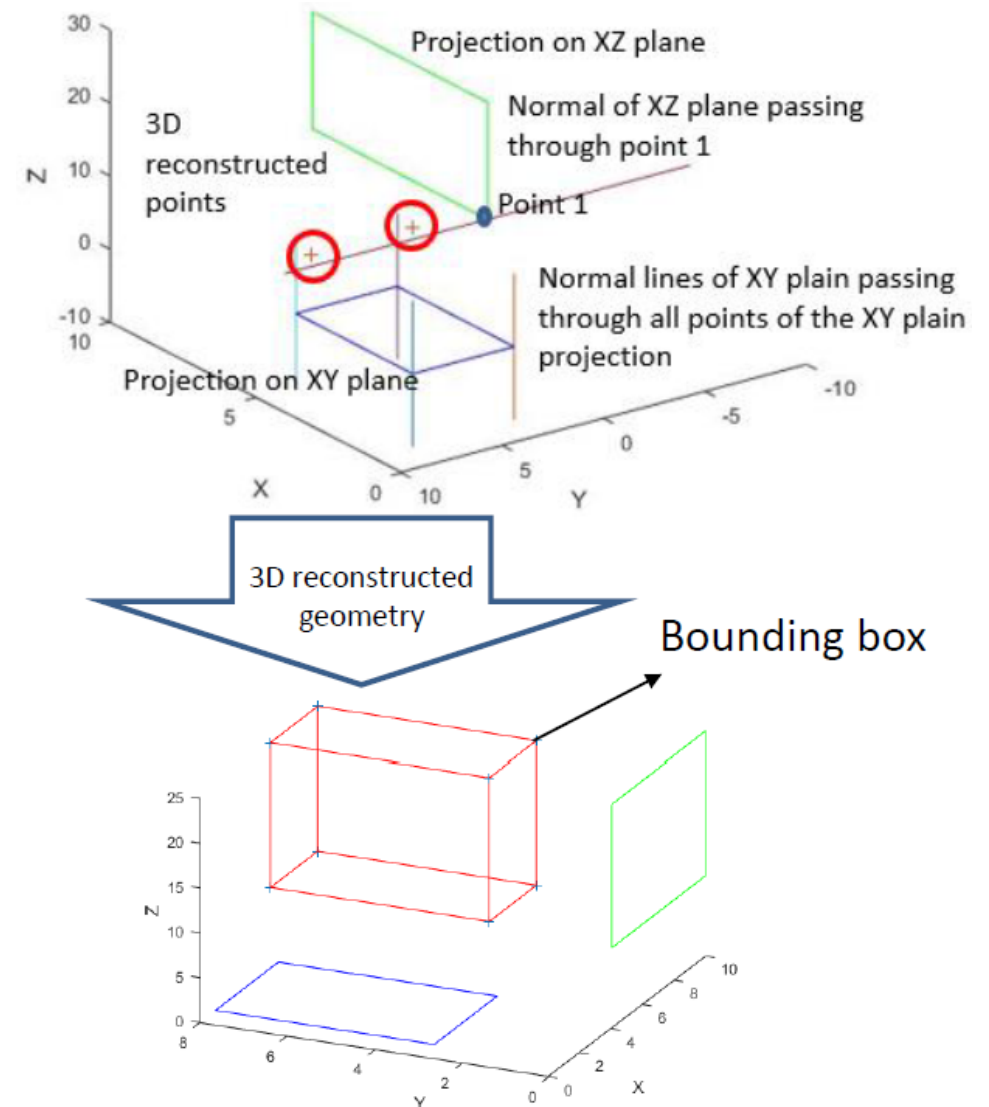 30
20
10
0
-10
Z
10
5
0
X
10
5
0
-5
-10
Y
Projection on XZ plane
3D
reconstructed
points
Normal of XZ plane passing
through point 1
Point 1
Normal lines of XY plain passing
through all points of the XY plain
projection
Projection on XY plane
3D reconstructed
geometry
Bounding box
25
20
15
10
5
0
Z
8
6
4
2
0
Y
0
2
4
6
8
10
X